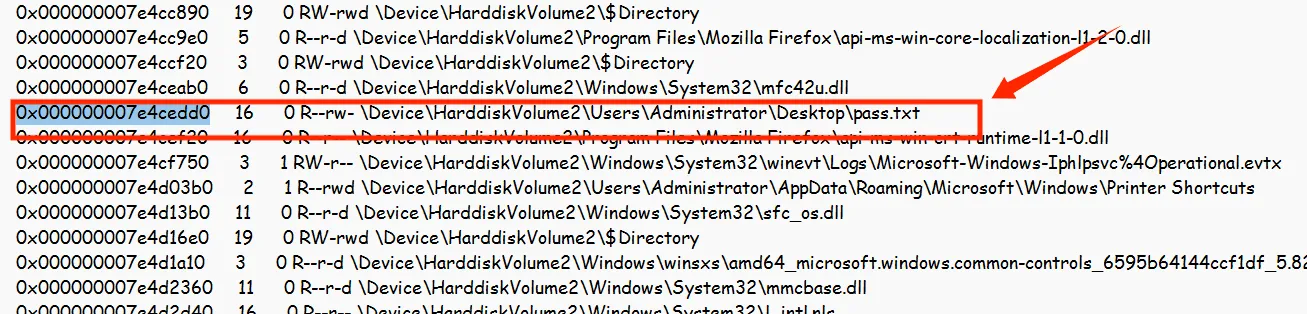 0x000000007e4cc890 19 0 RW-rwd \Device\HarddiskVolume2\$Directory
0x000000007e4cc9e0 5 0 R--r-d \Device\HarddiskVolume2\Program Files\Mozilla Firefox\api-ms-win-core-localization-l1-2-0.dll
0x000000007e4ccf20 3 0 RW-rwd \Device\HarddiskVolume2\$Directory
0x000000007e4ceab0 6 0 R--r-d \Device\HarddiskVolume2\Windows\System32\mfc42u.dll
0x000000007e4cedd0 16 0 R--rw- \Device\HarddiskVolume2\Users\Administrator\Desktop\pass.txt
16 0 R--r-d \Device\HarddiskVolume2\Program Files\Mozilla Firefox\api-ms-win-crt-runtime-l1-1-0.dll
0x000000007e4cf750 3 1 RW-r-- \Device\HarddiskVolume2\Windows\System32\winevt\Logs\Microsoft-Windows-Iphlpsvc%4Operational.evtx
0x000000007e4d03b0 2 1 R--rwd \Device\HarddiskVolume2\Users\Administrator\AppData\Roaming\Microsoft\Windows\Printer Shortcuts
0x000000007e4d13b0 11 0 R--r-d \Device\HarddiskVolume2\Windows\System32\sfc_os.dll
0x000000007e4d16e0 19 0 RW-rwd \Device\HarddiskVolume2\$Directory
0x000000007e4d1a10 3 0 R--r-d \Device\HarddiskVolume2\Windows\winsxs\amd64_microsoft.windows.common-controls_6595b64144ccf1df_5.82
0x000000007e4d2360 11 0 R--r-d \Device\HarddiskVolume2\Windows\System32\mmcbase.dll
0x000000007e4d2d40 16 0 R--r-- \Device\HarddiskVolume2\Windows\System32\l_intl.nls